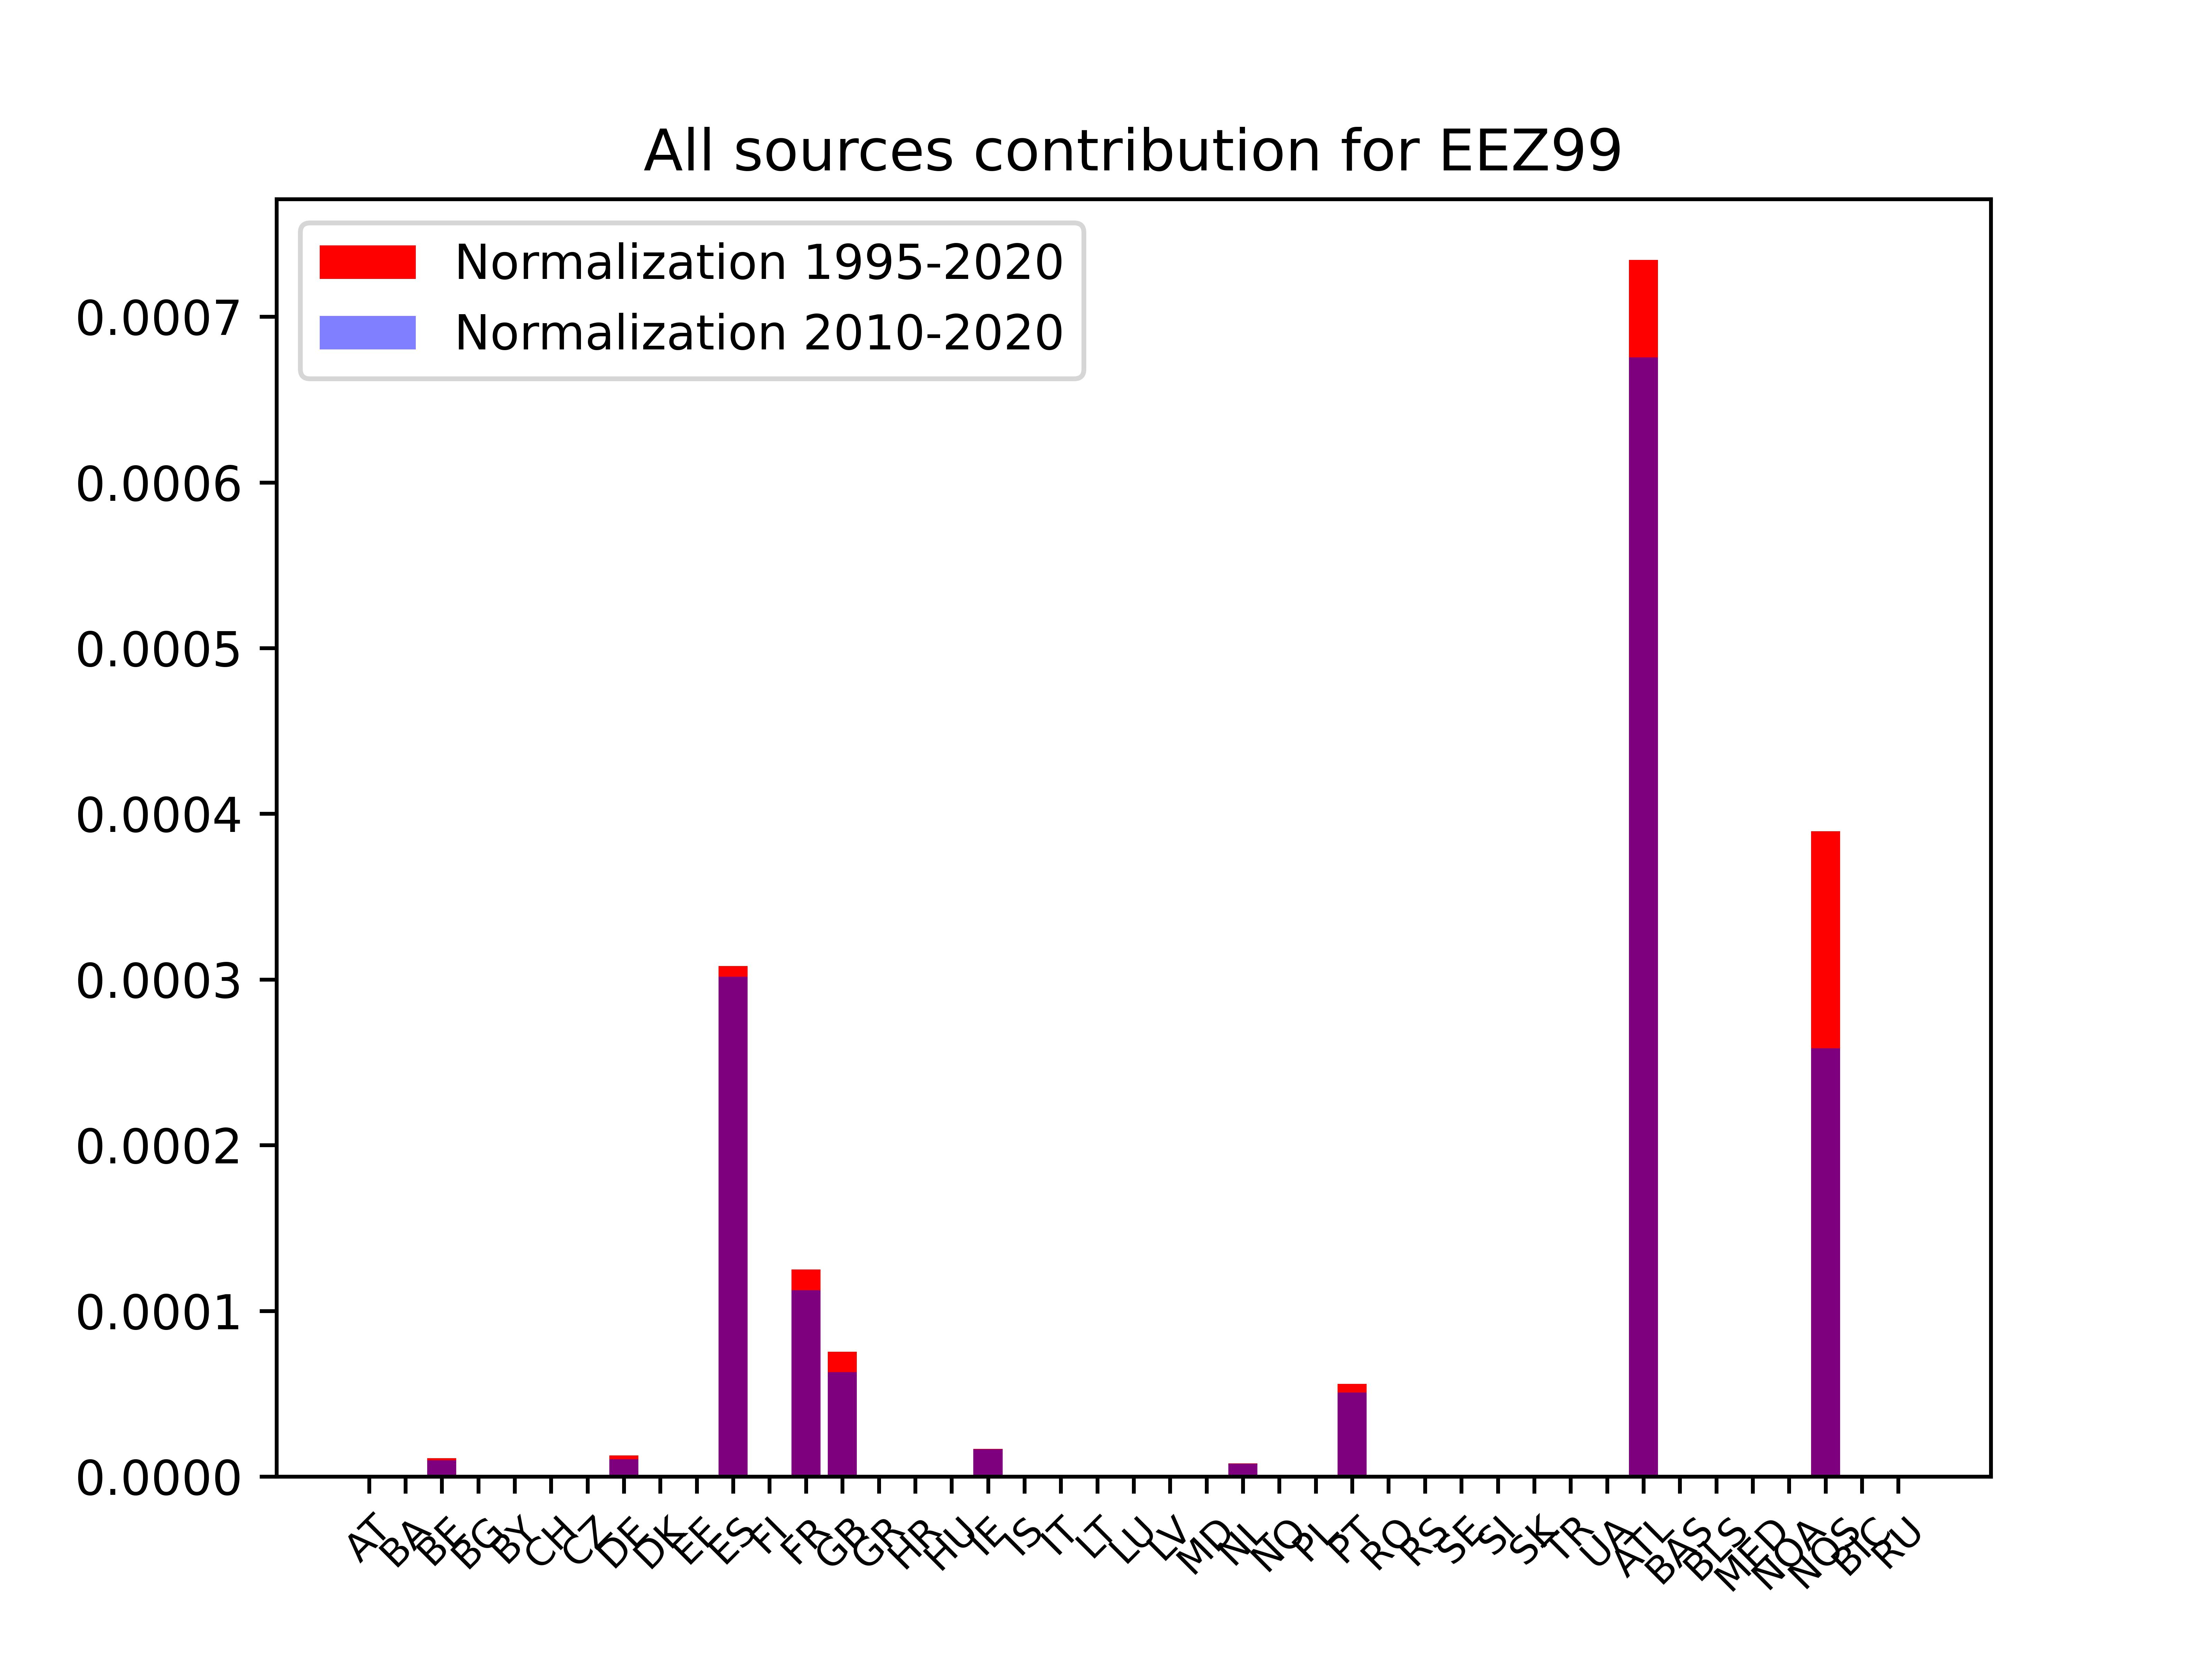 All sources contribution for EEZ99
Normalization 1995-2020
Normalization 2010-2020
0.0007
0.0006
0.0005
0.0004
0.0003
0.0002
0.0001
0.0000
AT
BA
BE
BG
BY
CH
CZ
DE
DK
EE
ES
FI
FR
GB
GR
HR
HU
IE
IS
IT
LT
LU
LV
MD
NL
NO
PL
PT
RO
RS
SE
SI
SK
TR
UA
ATL
BAS
BLS
MED
NOA
NOS
BIC
RU